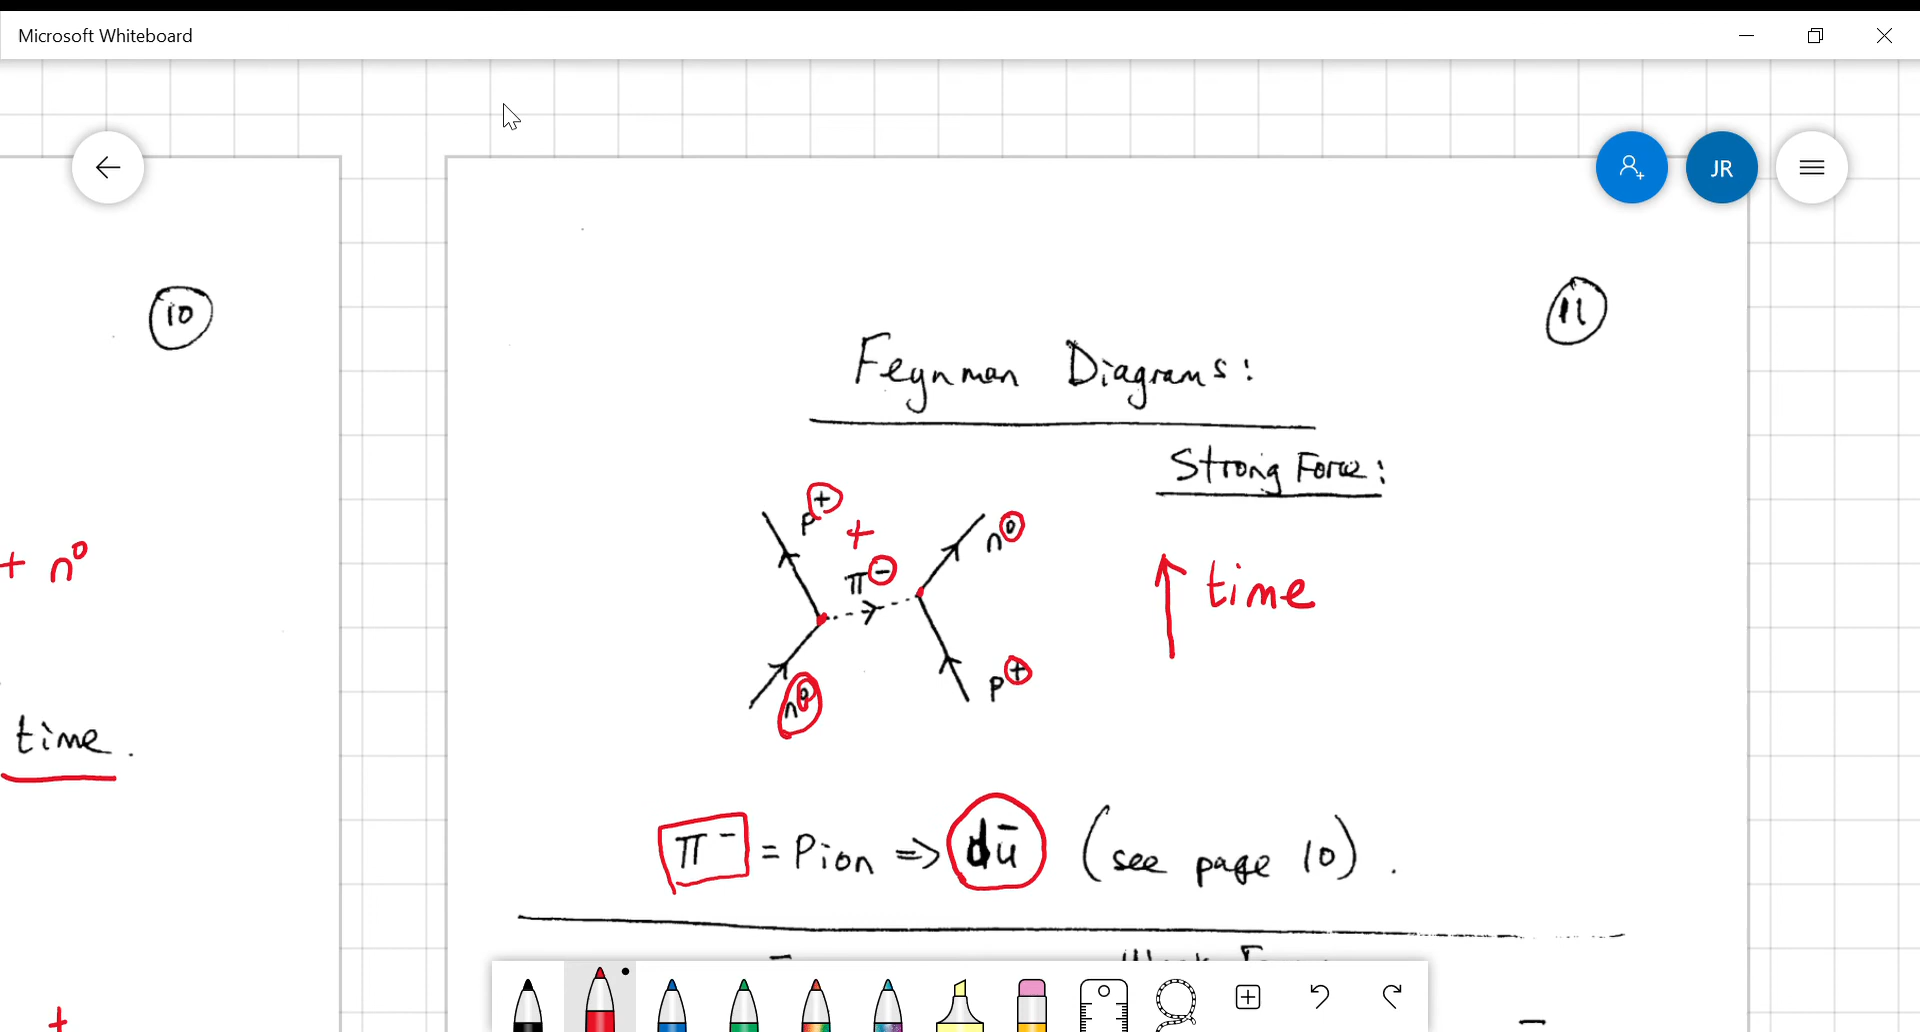 Microsoft Whiteboard
JR
10
11
Feynman Diagrams:
Strong Force:
p⁺ +
π⁻
n⁰
+ n⁰
↑ time
n⁰
p⁺
time.
π⁻ = Pion => dū (see page 10).
+